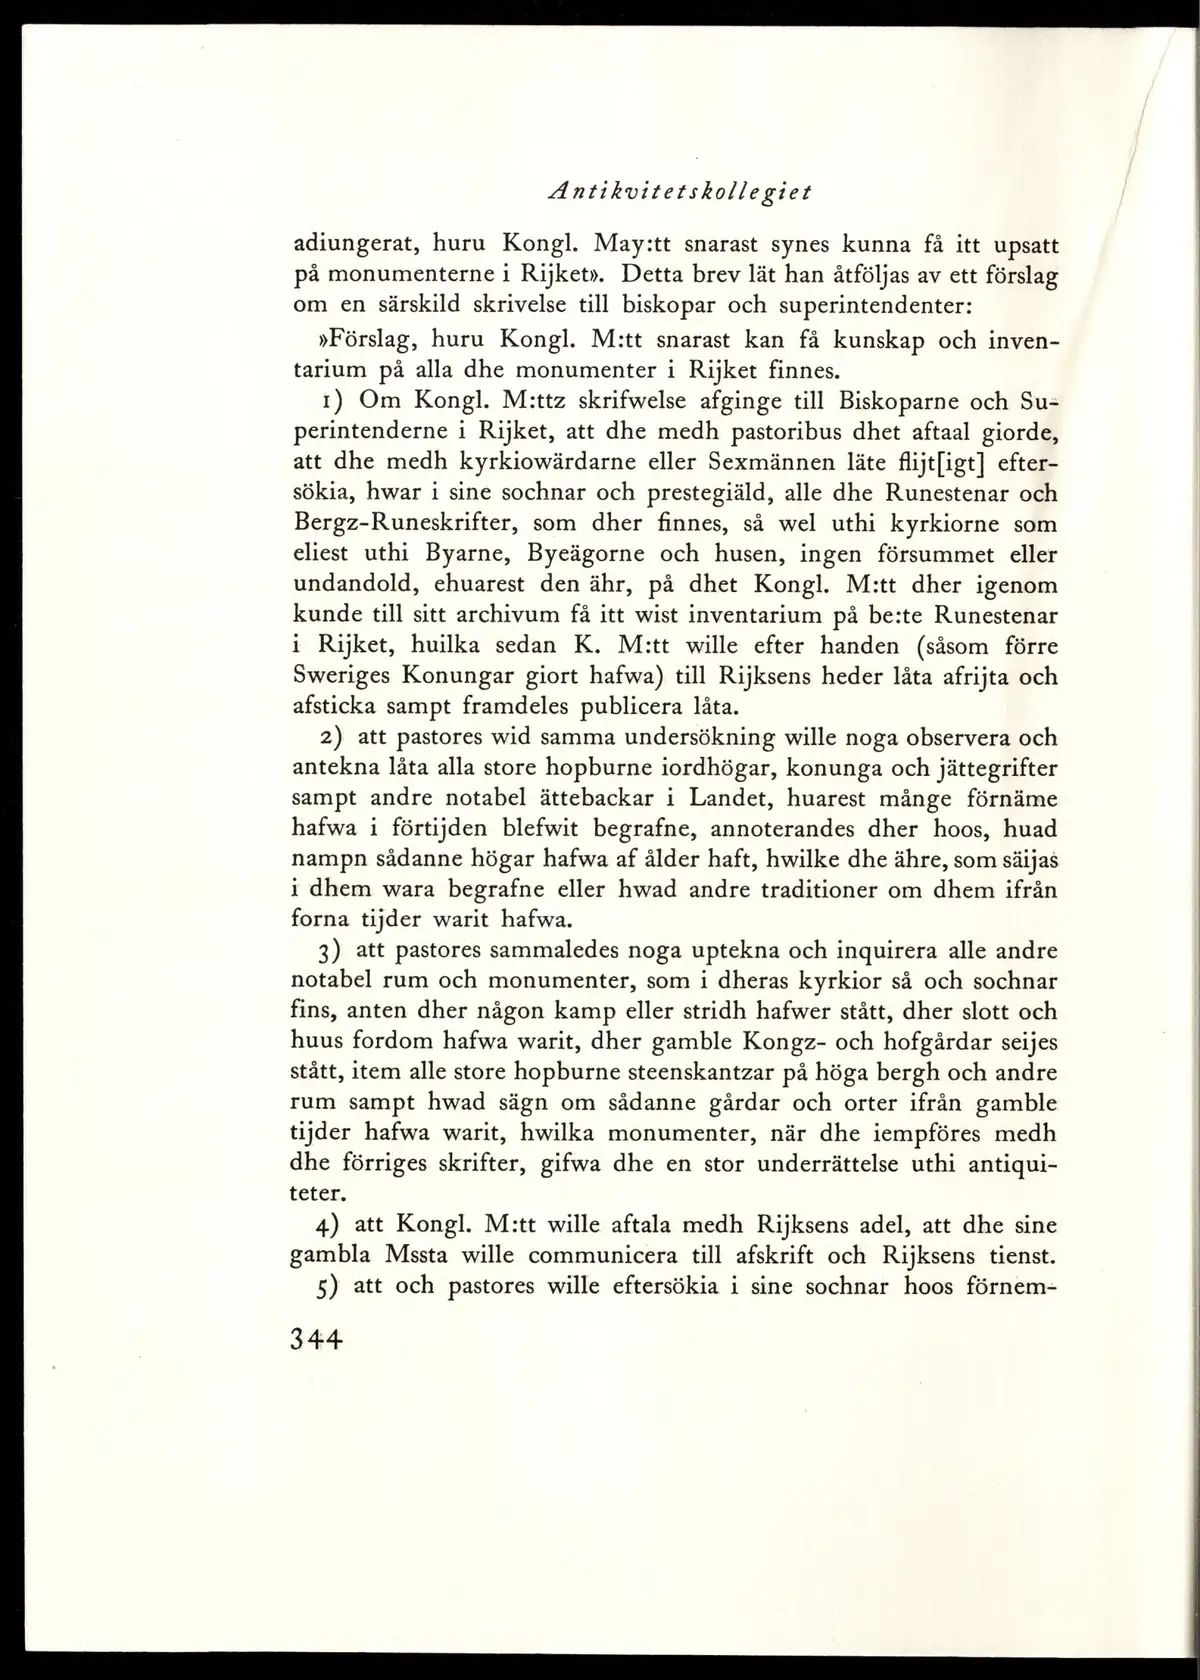 Antikvitetskollegiet
adiungerat, huru Kongl. May:tt snarast synes kunna få itt upsatt
på monumenterne i Rijket». Detta brev lät han åtföljas av ett förslag
om en särskild skrivelse till biskopar och superintendenter:
»Förslag, huru Kongl. M:tt snarast kan få kunskap och inven-
tarium på alla dhe monumenter i Rijket finnes.
1) Om Kongl. M:ttz skrifwelse afginge till Biskoparne och Su-
perintenderne i Rijket, att dhe medh pastoribus dhet aftaal giorde,
att dhe medh kyrkiowärdarne eller Sexmännen läte flijt[igt] efter-
sökia, hwar i sine sochnar och prestegiäld, alle dhe Runestenar och
Bergz-Runeskrifter, som dher finnes, så wel uthi kyrkiorne som
eliest uthi Byarne, Byeägorne och husen, ingen försummet eller
undandold, ehuarest den ähr, på dhet Kongl. M:tt dher igenom
kunde till sitt archivum få itt wist inventarium på be:te Runestenar
i Rijket, huilka sedan K. M:tt wille efter handen (såsom förre
Sweriges Konungar giort hafwa) till Rijksens heder låta afrijta och
afsticka sampt framdeles publicera låta.
2) att pastores wid samma undersökning wille noga observera och
antekna låta alla store hopburne iordhögar, konunga och jättegrifter
sampt andre notabel ättebackar i Landet, huarest månge förnäme
hafwa i förtijden blefwit begrafne, annoterandes dher hoos, huad
nampn sådanne högar hafwa af ålder haft, hwilke dhe ähre, som säijas
i dhem wara begrafne eller hwad andre traditioner om dhem ifrån
forna tijder warit hafwa.
3) att pastores sammaledes noga uptekna och inquirera alle andre
notabel rum och monumenter, som i dheras kyrkior så och sochnar
fins, anten dher någon kamp eller stridh hafwer stått, dher slott och
huus fordom hafwa warit, dher gamble Kongz- och hofgårdar seijes
stått, item alle store hopburne steenskantzar på höga bergh och andre
rum sampt hwad sägn om sådanne gårdar och orter ifrån gamble
tijder hafwa warit, hwilka monumenter, när dhe iempföres medh
dhe förriges skrifter, gifwa dhe en stor underrättelse uthi antiqui-
teter.
4) att Kongl. M:tt wille aftala medh Rijksens adel, att dhe sine
gambla Mssta wille communicera till afskrift och Rijksens tienst.
5) att och pastores wille eftersökia i sine sochnar hoos förnem-
344